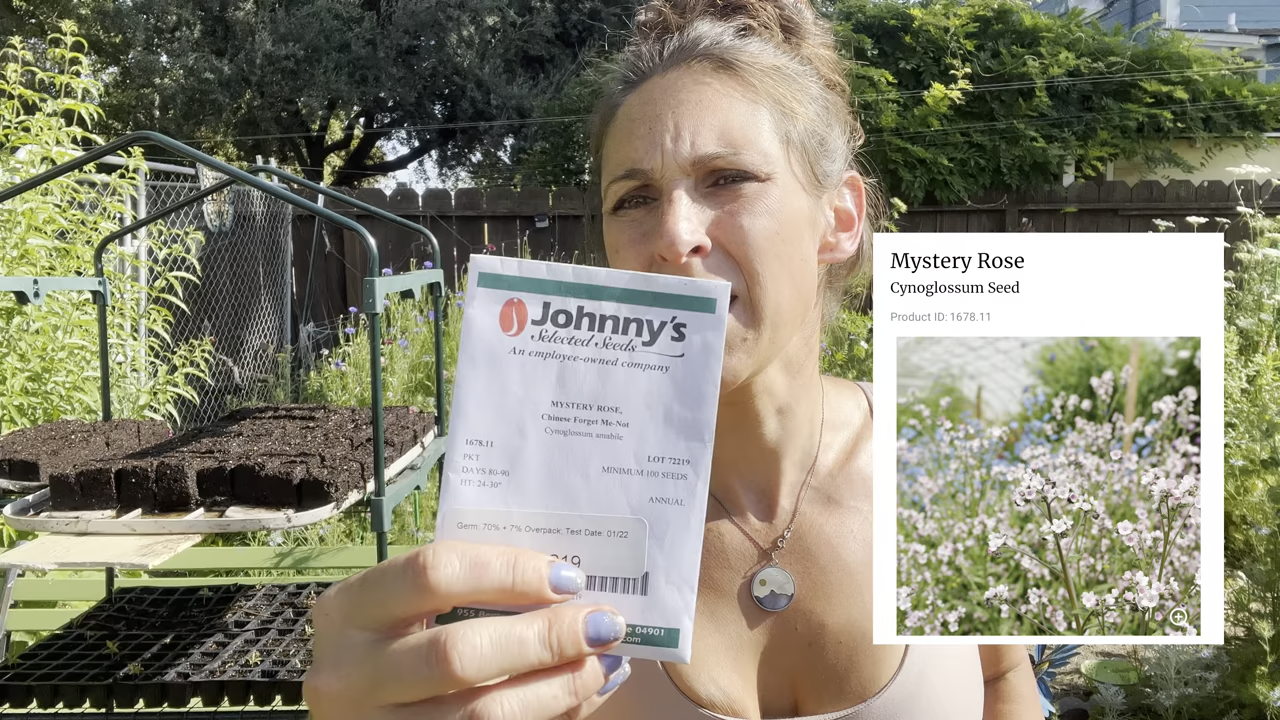 Johnny's
Selected Seeds
An employee-owned company
MYSTERY ROSE,
Chinese Forget Me-Not
Cynoglossum amabile
1678.11
PKT
LOT 72219
DAYS 80-90
MINIMUM 100 SEEDS
HT: 24-30"
ANNUAL
Germ: 70% + 7% Overpack; Test Date: 01/22
955
04901
Mystery Rose
Cynoglossum Seed
Product ID: 1678.11